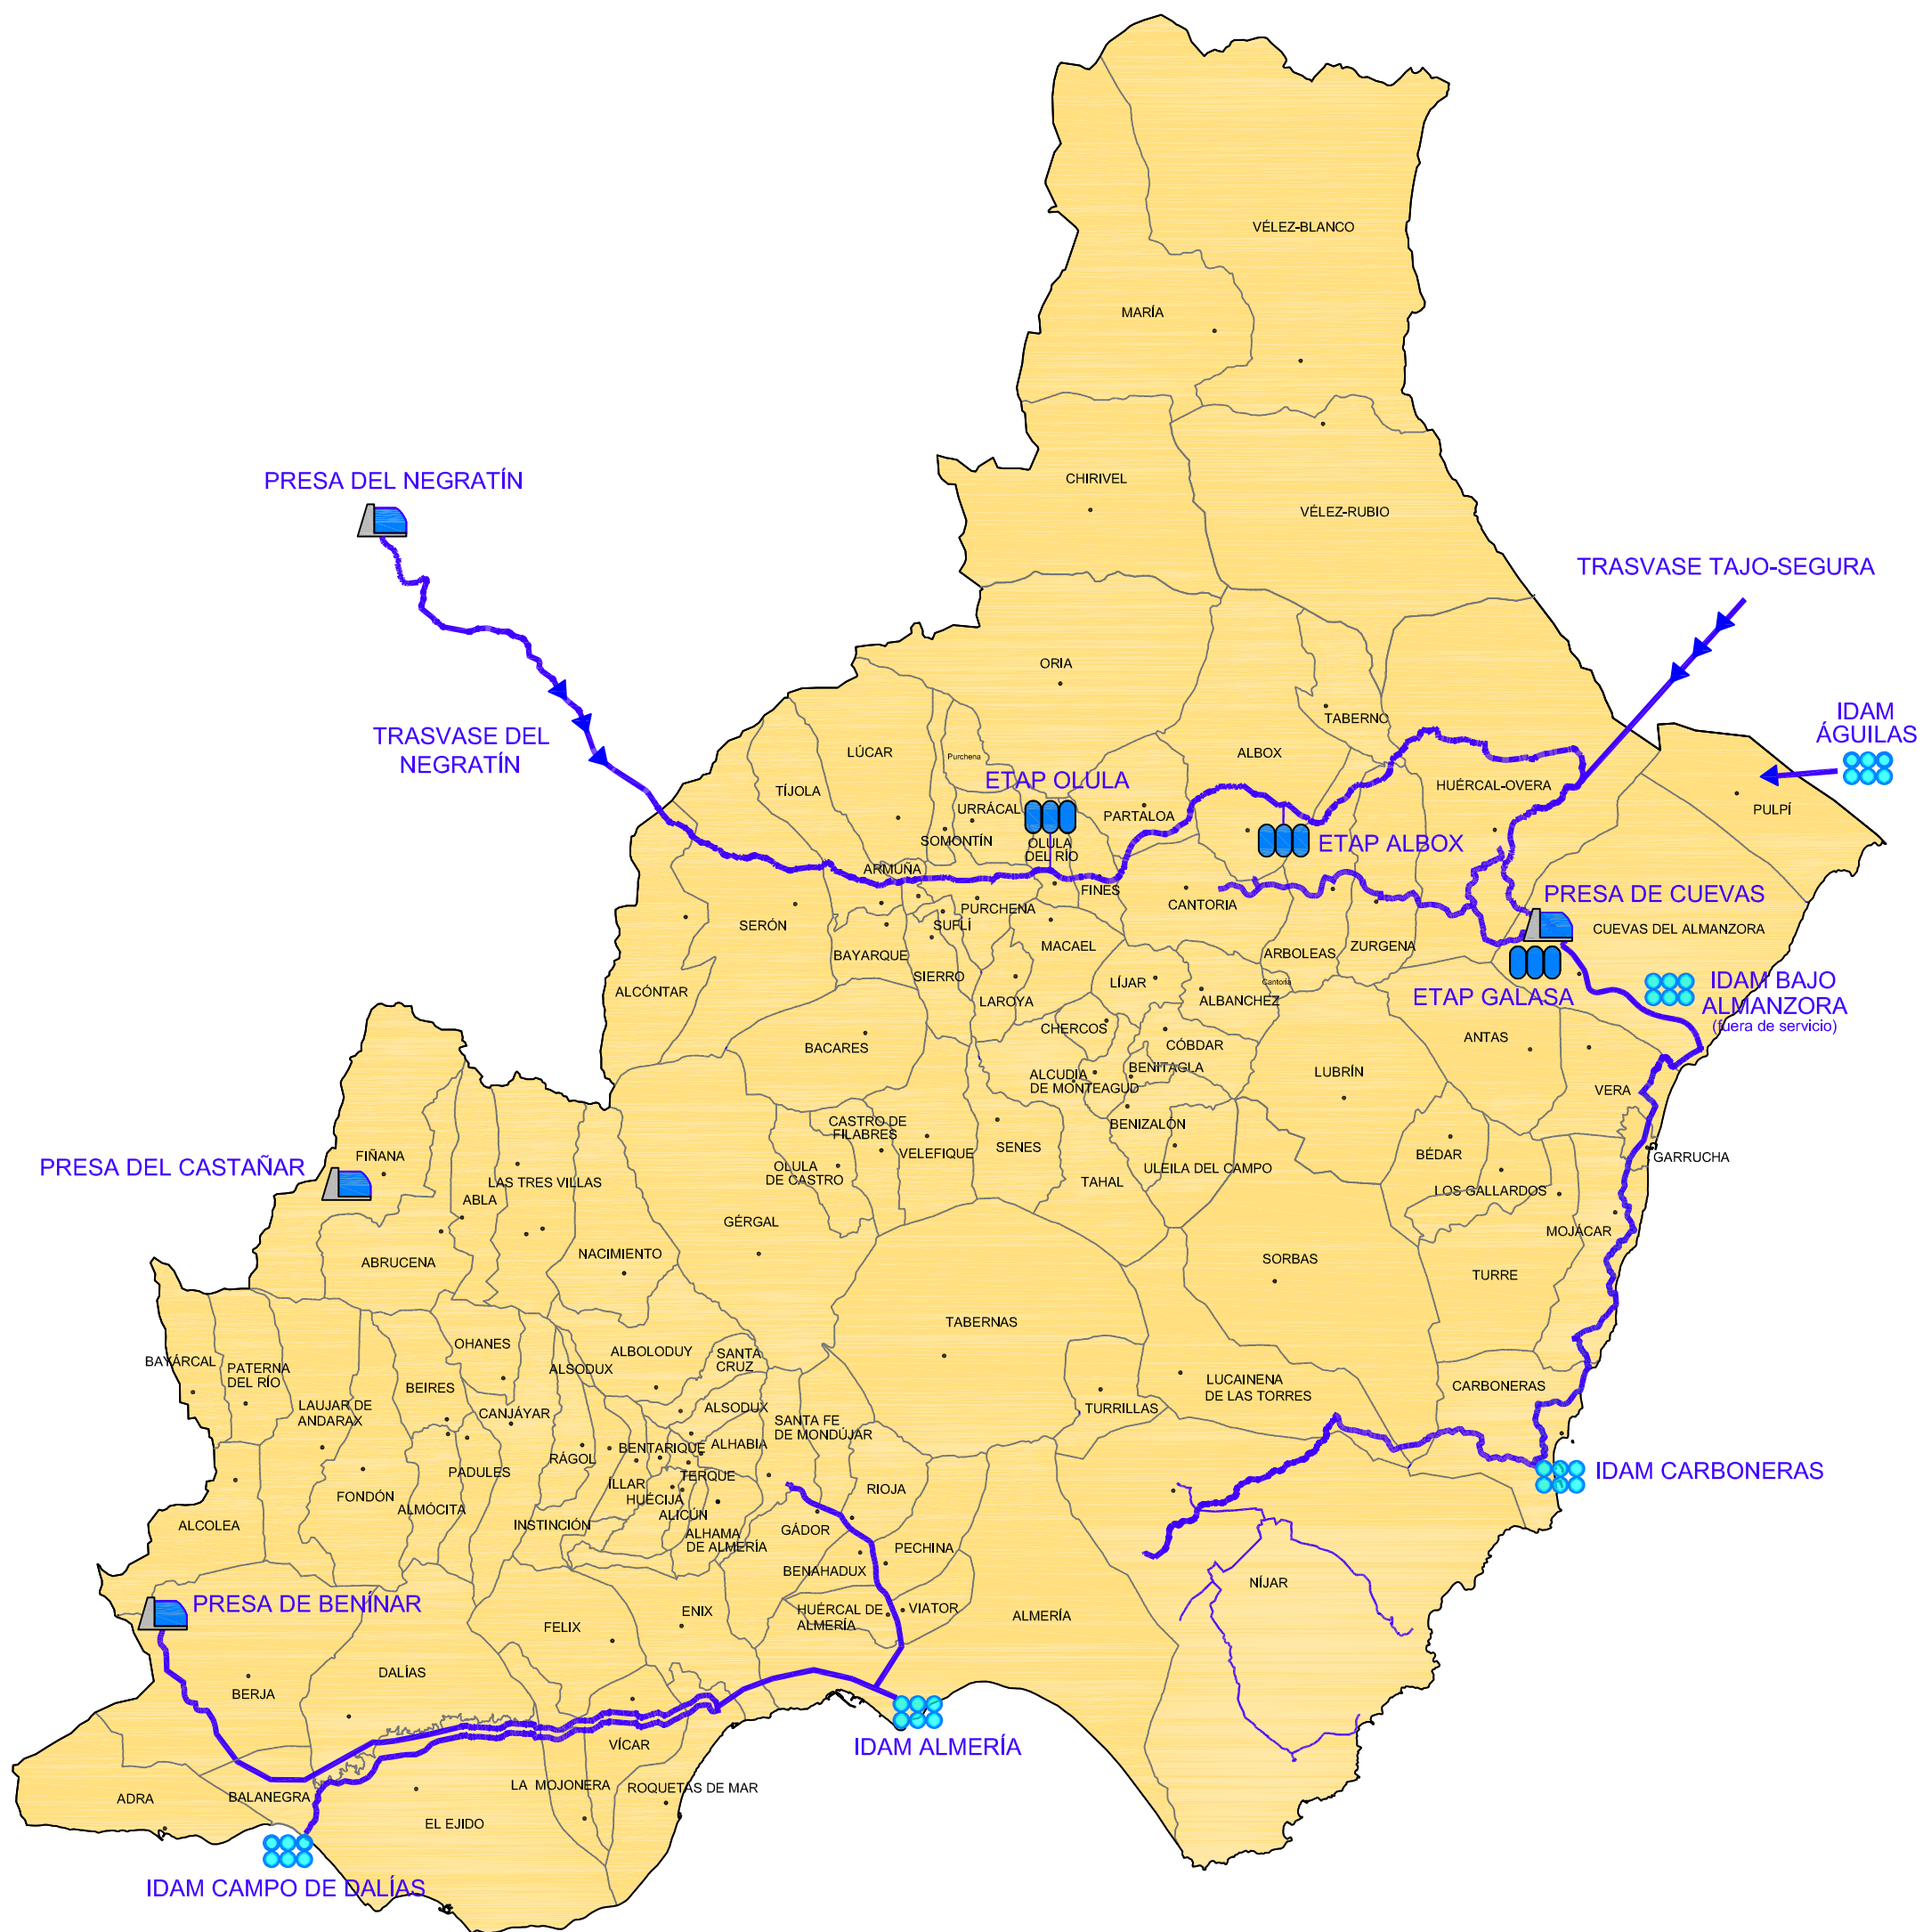 VÉLEZ-BLANCO
MARÍA
CHIRIVEL
PRESA DEL NEGRATÍN
VÉLEZ-RUBIO
TRASVASE TAJO-SEGURA
ORIA
IDAM
ÁGUILAS
TABERNO
TRASVASE DEL
NEGRATÍN
LÚCAR
Purchena
ALBOX
ETAP OLULA
TÍJOLA
HUÉRCAL-OVERA
PULPÍ
URRÁCAL
PARTALOA
SOMONTÍN
OLULA
DEL RÍO
ETAP ALBOX
ARMUÑA
FINES
PRESA DE CUEVAS
CANTORIA
PURCHENA
SERÓN
SUFLÍ
CUEVAS DEL ALMANZORA
MACAEL
BAYARQUE
ARBOLEAS
ZURGENA
SIERRO
LÍJAR
Cantoria
IDAM BAJO
ALMANZORA
(fuera de servicio)
ALCÓNTAR
LAROYA
ALBANCHEZ
ETAP GALASA
CHERCOS
ANTAS
BACARES
CÓBDAR
ALCUDIA
DE MONTEAGUD
BENITAGLA
LUBRÍN
VERA
CASTRO DE
FILABRES
BENIZALÓN
VELEFIQUE
SENES
BÉDAR
GARRUCHA
FIÑANA
PRESA DEL CASTAÑAR
OLULA
DE CASTRO
ULEILA DEL CAMPO
LAS TRES VILLAS
TAHAL
LOS GALLARDOS
ABLA
GÉRGAL
MOJÁCAR
NACIMIENTO
SORBAS
ABRUCENA
TURRE
TABERNAS
OHANES
ALBOLODUY
SANTA
CRUZ
BAYÁRCAL
PATERNA
DEL RÍO
ALSODUX
BEIRES
LUCAINENA
DE LAS TORRES
CARBONERAS
LAUJAR DE
ANDARAX
CANJÁYAR
ALSODUX
TURRILLAS
SANTA FE
DE MONDÚJAR
BENTARIQUE
ALHABIA
RÁGOL
PADULES
TERQUE
IDAM CARBONERAS
ÍLLAR
RIOJA
FONDÓN
HUÉCIJA
ALMÓCITA
ALICÚN
ALCOLEA
INSTINCIÓN
GÁDOR
ALHAMA
DE ALMERÍA
PECHINA
BENAHADUX
NÍJAR
PRESA DE BENÍNAR
HUÉRCAL DE
ALMERÍA
VIATOR
ENIX
ALMERÍA
FELIX
DALÍAS
BERJA
VÍCAR
IDAM ALMERÍA
LA MOJONERA
ROQUETAS DE MAR
ADRA
BALANEGRA
EL EJIDO
IDAM CAMPO DE DALÍAS